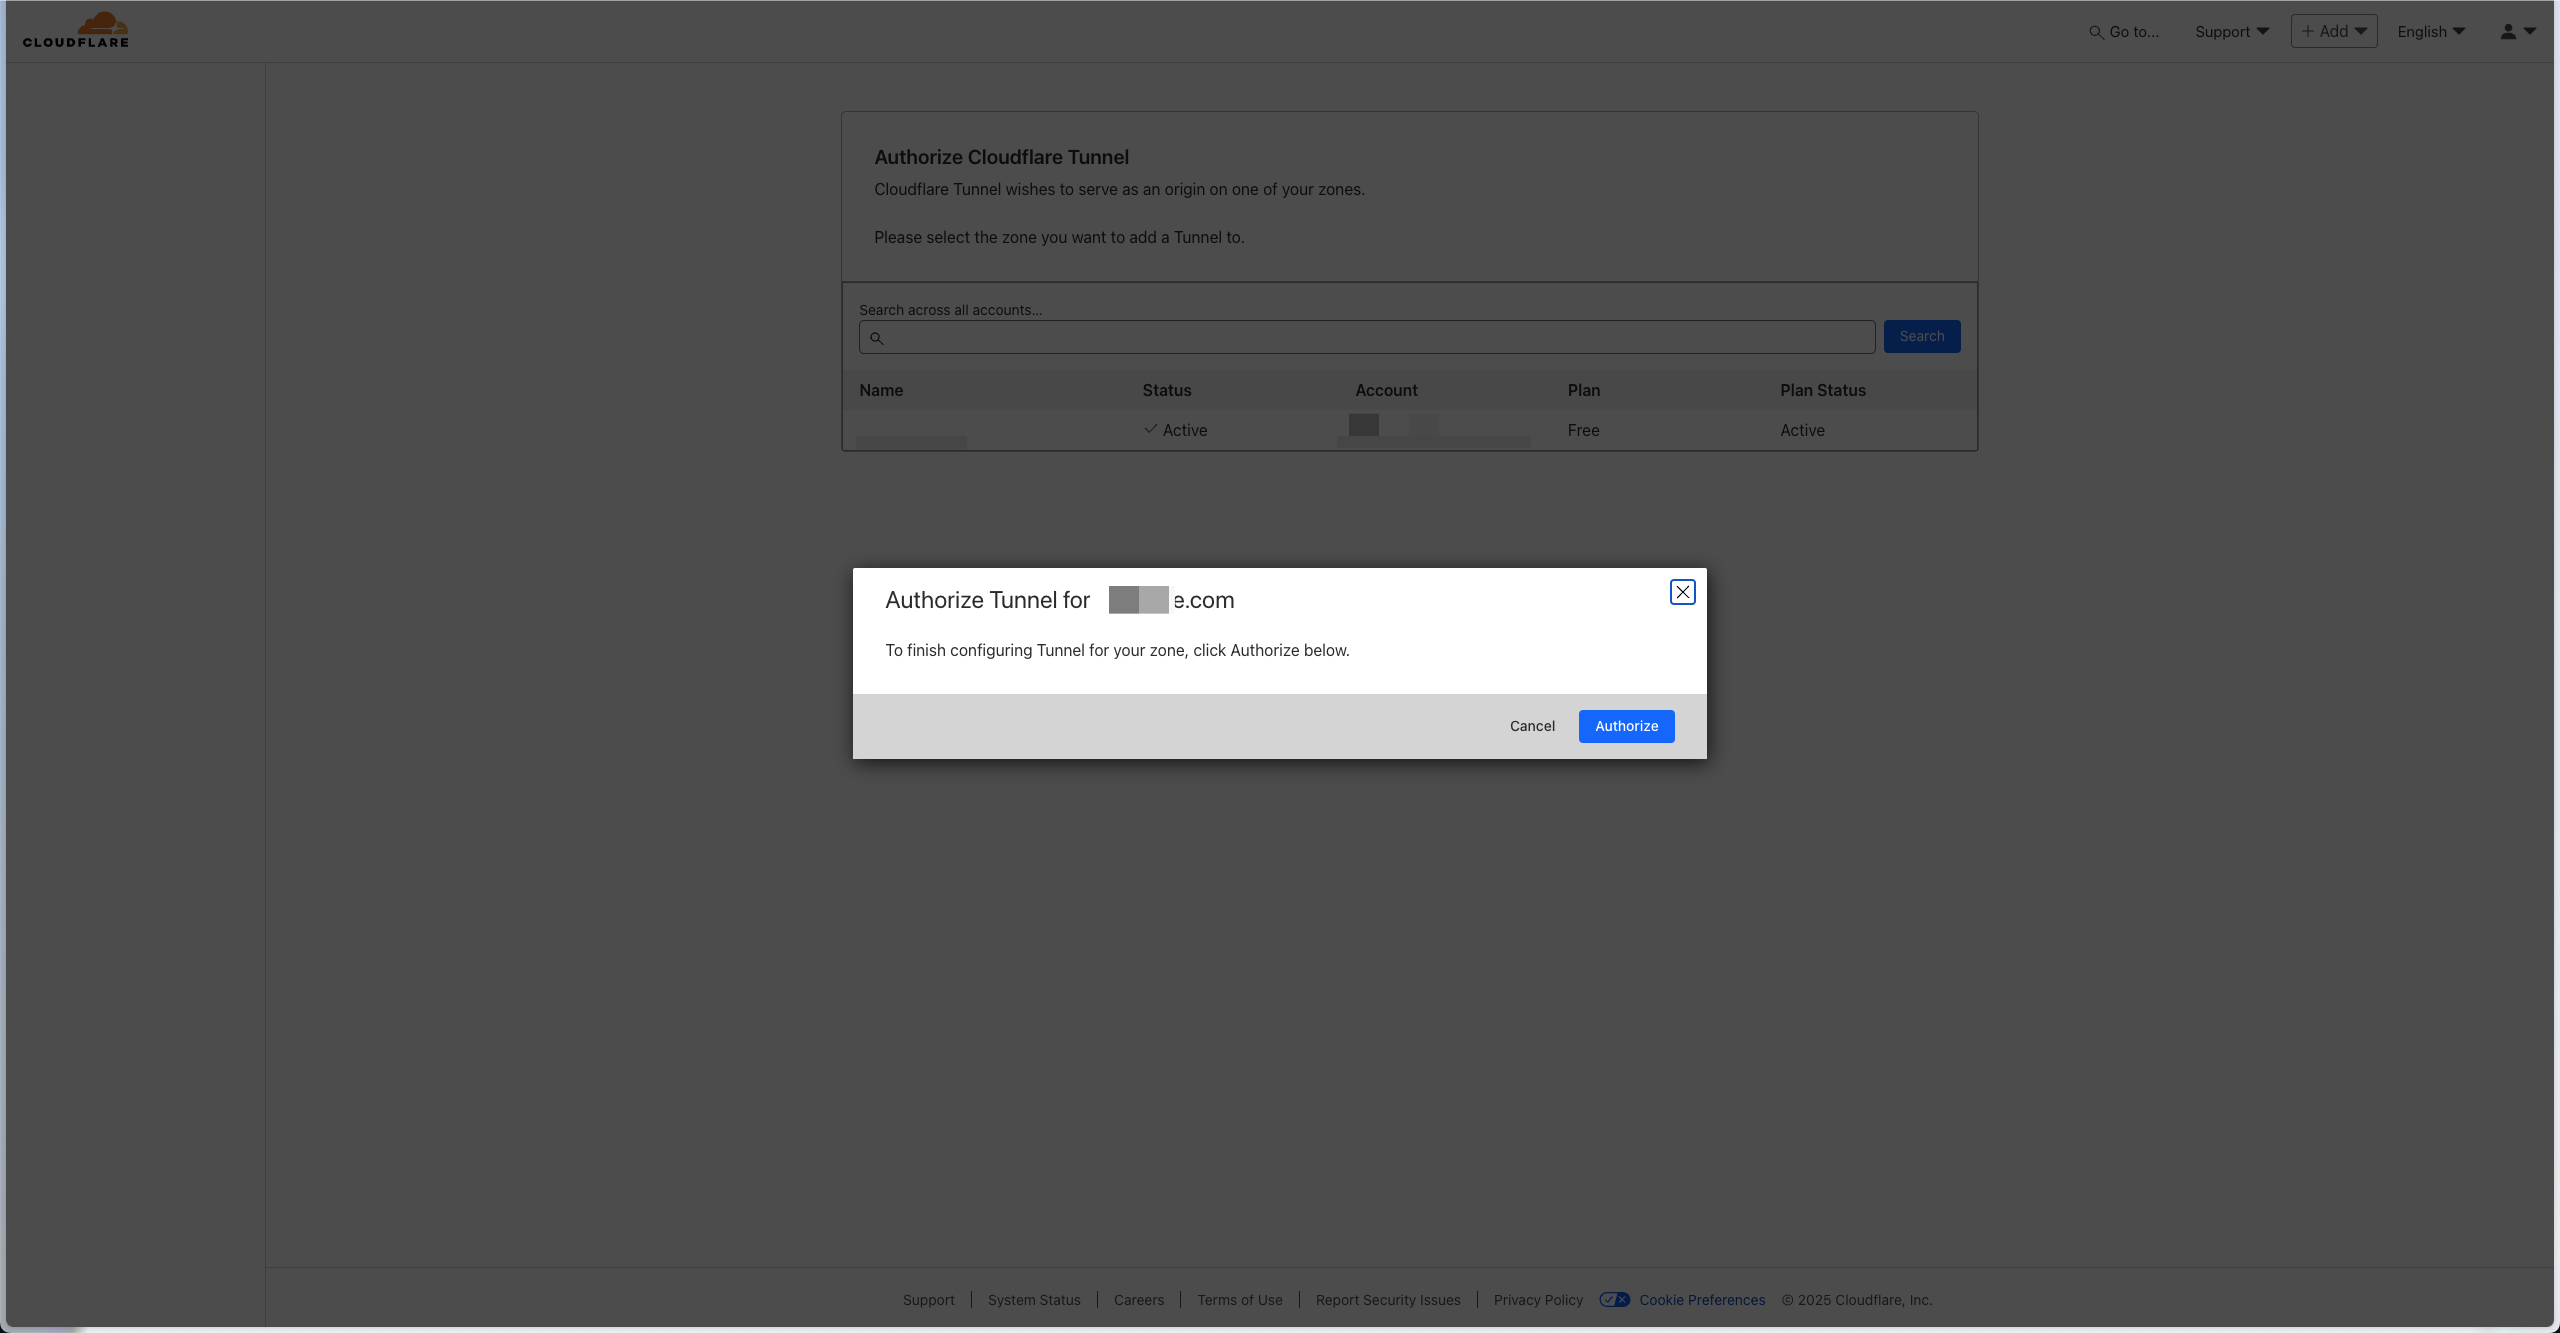 CLOUDFLARE
Go to...
Support
+ Add
English
Authorize Cloudflare Tunnel
Cloudflare Tunnel wishes to serve as an origin on one of your zones.
Please select the zone you want to add a Tunnel to.
Search across all accounts...
Search
Name Status Account Plan Plan Status
Active Free Active
Authorize Tunnel for e.com
To finish configuring Tunnel for your zone, click Authorize below.
Cancel Authorize
Support System Status Careers Terms of Use Report Security Issues Privacy Policy Cookie Preferences © 2025 Cloudflare, Inc.